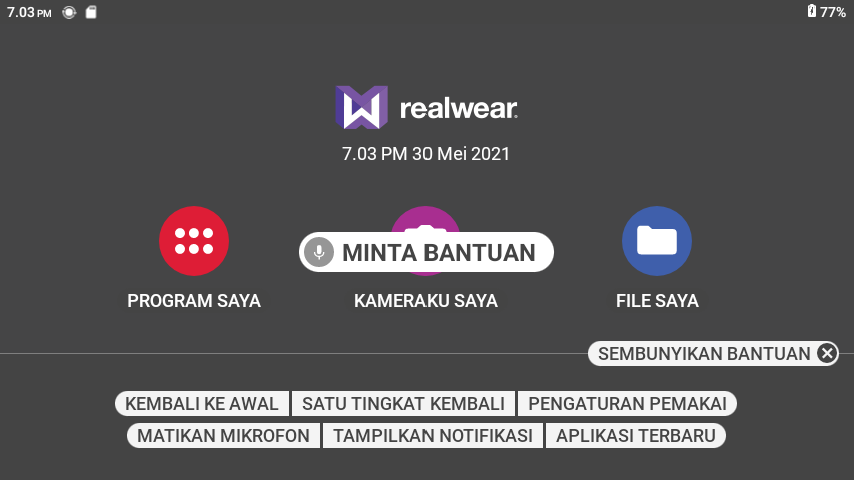 7.03 PM 77%
realwear
7.03 PM 30 Mei 2021
MINTA BANTUAN
PROGRAM SAYA KAMERAKU SAYA FILE SAYA
SEMBUNYIKAN BANTUAN
KEMBALI KE AWAL SATU TINGKAT KEMBALI PENGATURAN PEMAKAI
MATIKAN MIKROFON TAMPILKAN NOTIFIKASI APLIKASI TERBARU